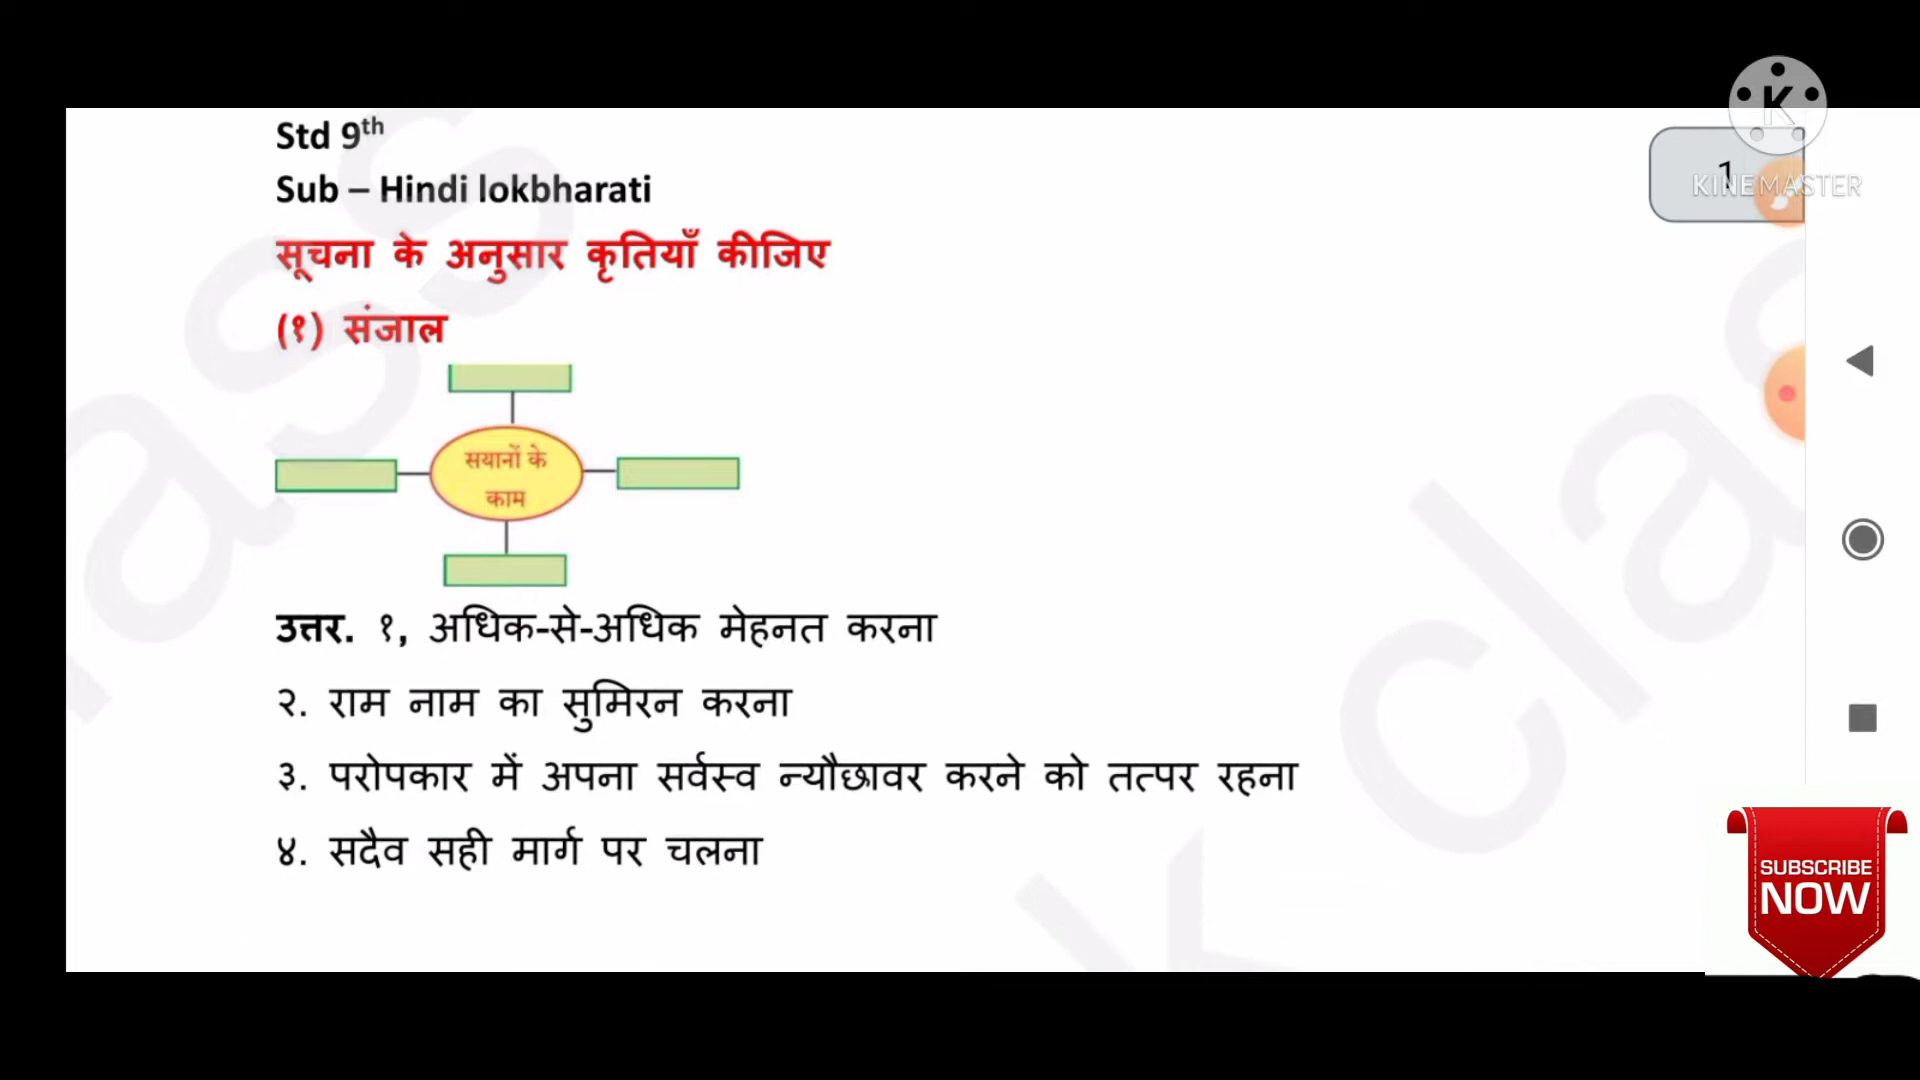 Std 9th
Sub – Hindi lokbharati
सूचना के अनुसार कृतियाँ कीजिए
(१) संजाल
सयानों के
काम
उत्तर. १, अधिक-से-अधिक मेहनत करना
२. राम नाम का सुमिरन करना
३. परोपकार में अपना सर्वस्व न्यौछावर करने को तत्पर रहना
४. सदैव सही मार्ग पर चलना
1
K
KINEMASTER
SUBSCRIBE
NOW
k class